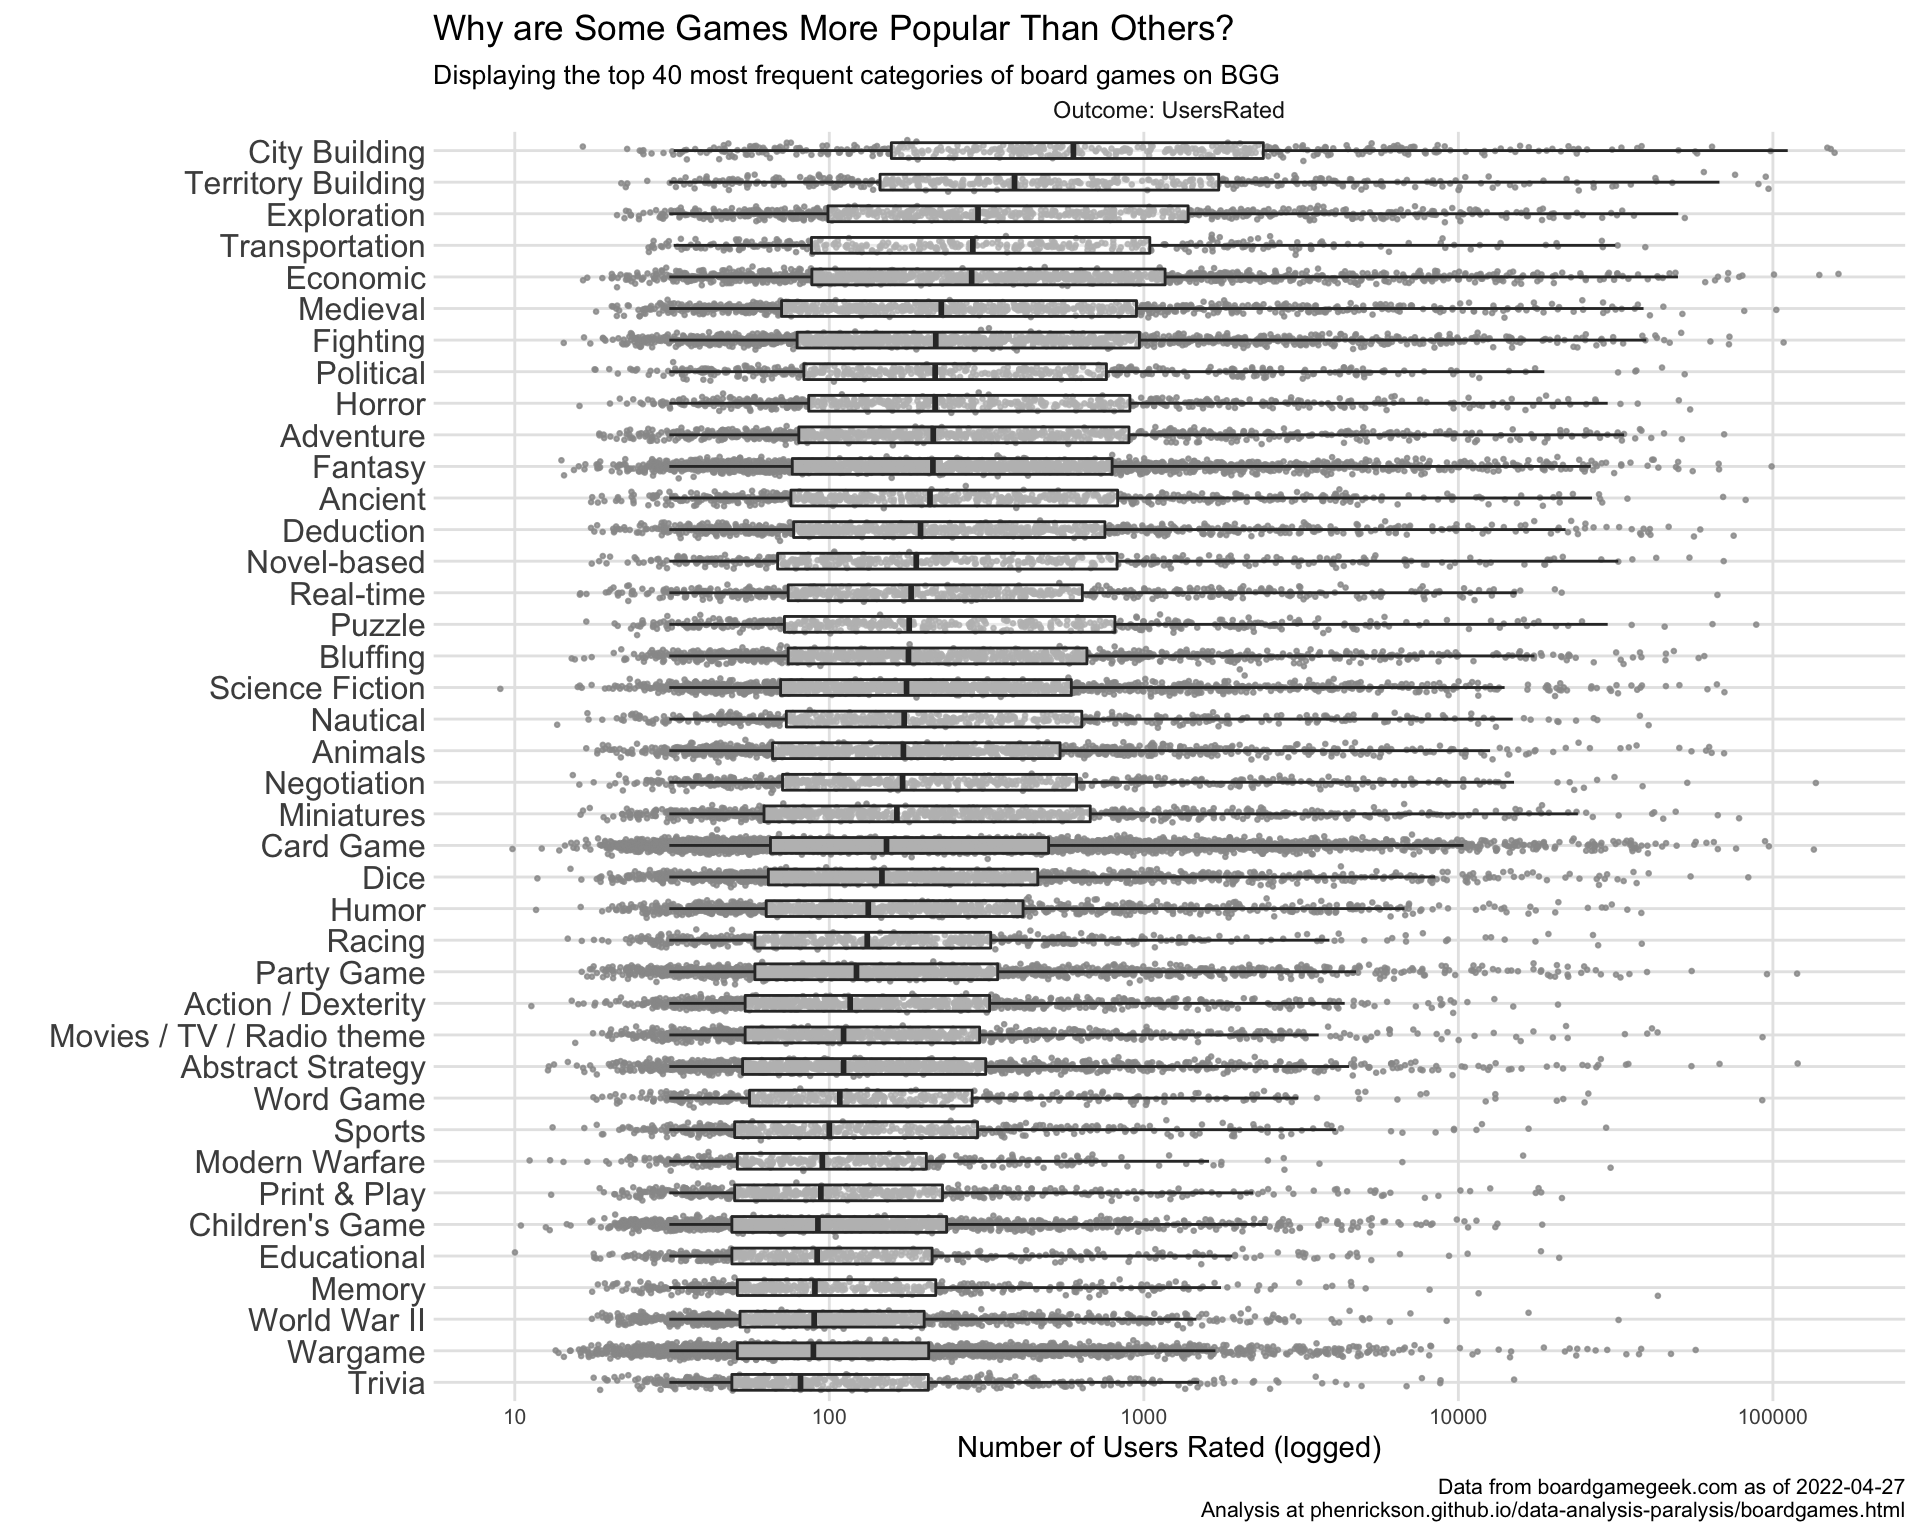 Why are Some Games More Popular Than Others?
Displaying the top 40 most frequent categories of board games on BGG
Outcome: UsersRated
City Building
Territory Building
Exploration
Transportation
Economic
Medieval
Fighting
Political
Horror
Adventure
Fantasy
Ancient
Deduction
Novel-based
Real-time
Puzzle
Bluffing
Science Fiction
Nautical
Animals
Negotiation
Miniatures
Card Game
Dice
Humor
Racing
Party Game
Action / Dexterity
Movies / TV / Radio theme
Abstract Strategy
Word Game
Sports
Modern Warfare
Print & Play
Children's Game
Educational
Memory
World War II
Wargame
Trivia
10 100 1000 10000 100000
Number of Users Rated (logged)
Data from boardgamegeek.com as of 2022-04-27
Analysis at phenrickson.github.io/data-analysis-paralysis/boardgames.html